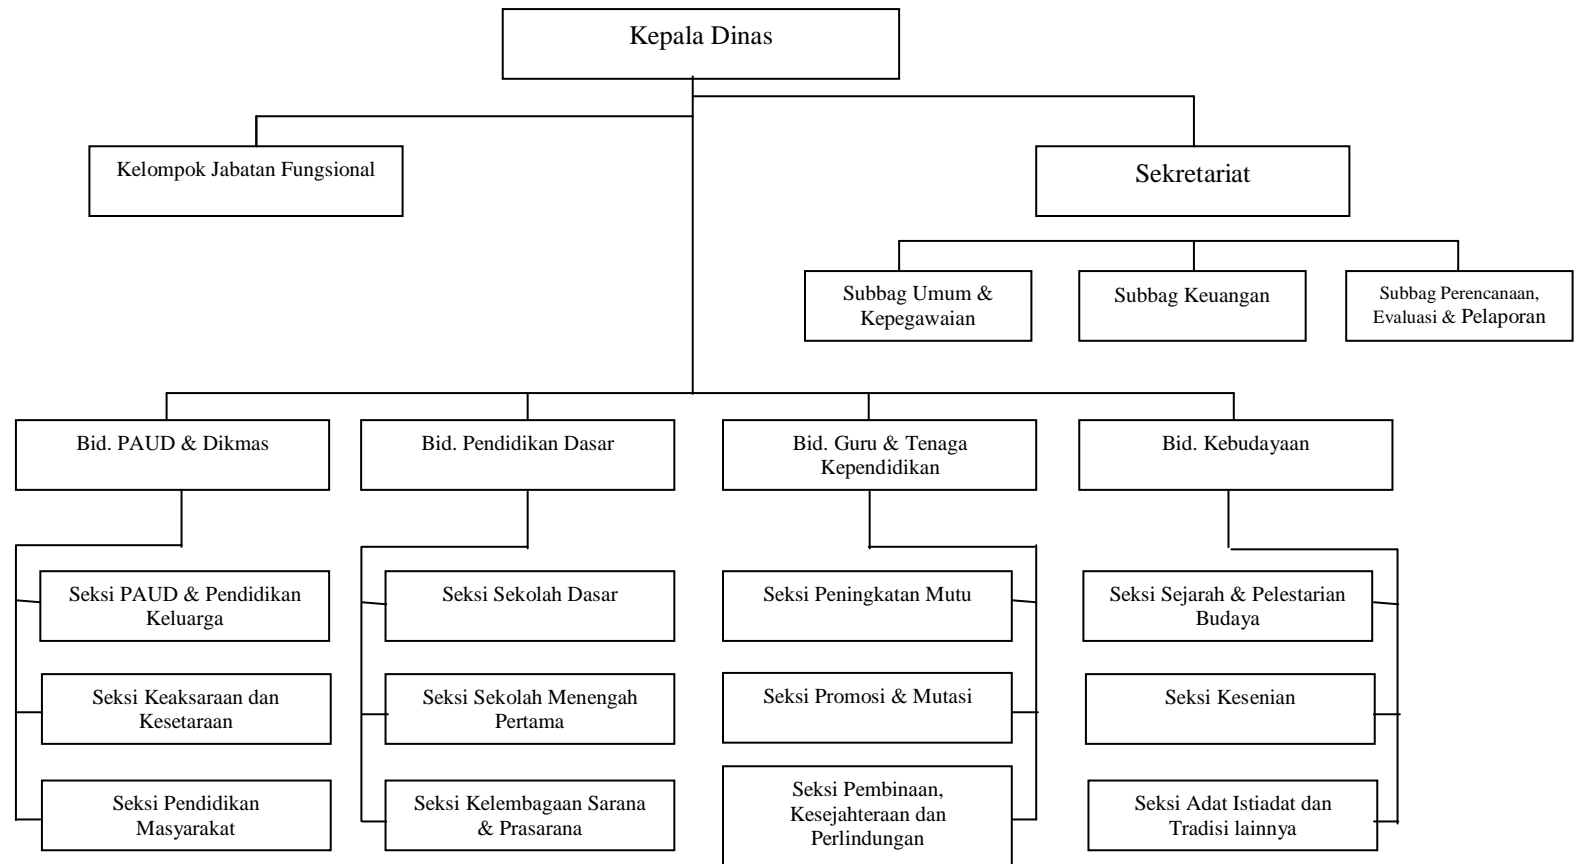 Kepala Dinas
Kelompok Jabatan Fungsional
Sekretariat
Subbag Umum &
Kepegawaian
Subbag Keuangan
Subbag Perencanaan,
Evaluasi & Pelaporan
Bid. PAUD & Dikmas
Bid. Pendidikan Dasar
Bid. Guru & Tenaga
Kependidikan
Bid. Kebudayaan
Seksi PAUD & Pendidikan
Keluarga
Seksi Sekolah Dasar
Seksi Peningkatan Mutu
Seksi Sejarah & Pelestarian
Budaya
Seksi Keaksaraan dan
Kesetaraan
Seksi Sekolah Menengah
Pertama
Seksi Promosi & Mutasi
Seksi Kesenian
Seksi Pendidikan
Masyarakat
Seksi Kelembagaan Sarana
& Prasarana
Seksi Pembinaan,
Kesejahteraan dan
Perlindungan
Seksi Adat Istiadat dan
Tradisi lainnya